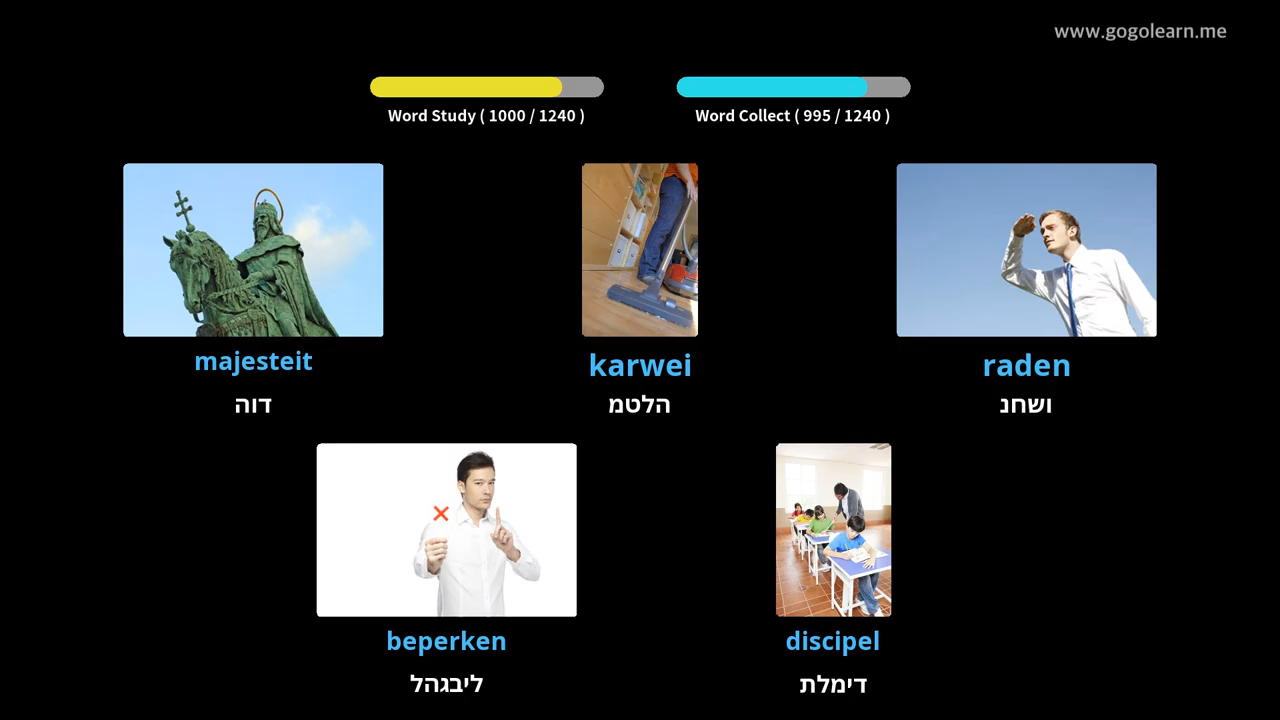 www.gogolearn.me
Word Study ( 1000 / 1240 )
Word Collect ( 995 / 1240 )
majesteit
דוה
karwei
הלטמ
raden
ושחנ
beperken
ליבגהל
discipel
דימלת